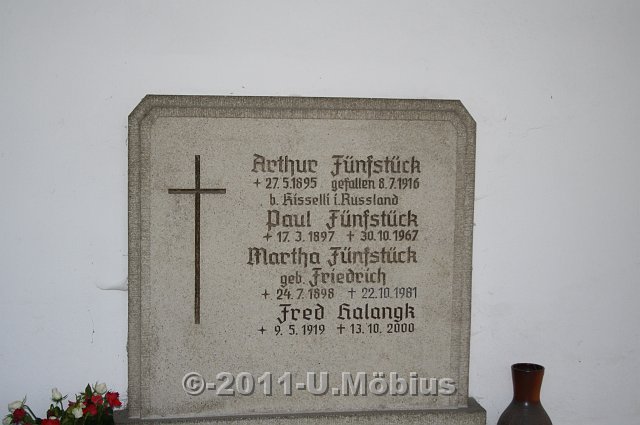 Arthur Fünfstück
+ 27.5.1895 gefallen 8.7.1916
b. Kisselli i. Russland
Paul Fünfstück
+ 17.3.1897 † 30.10.1967
Martha Fünfstück
geb. Friedrich
+ 24.7.1898 † 22.10.1981
Fred Halangk
+ 9.5.1919 † 13.10.2000
©-2011-U.Möbius